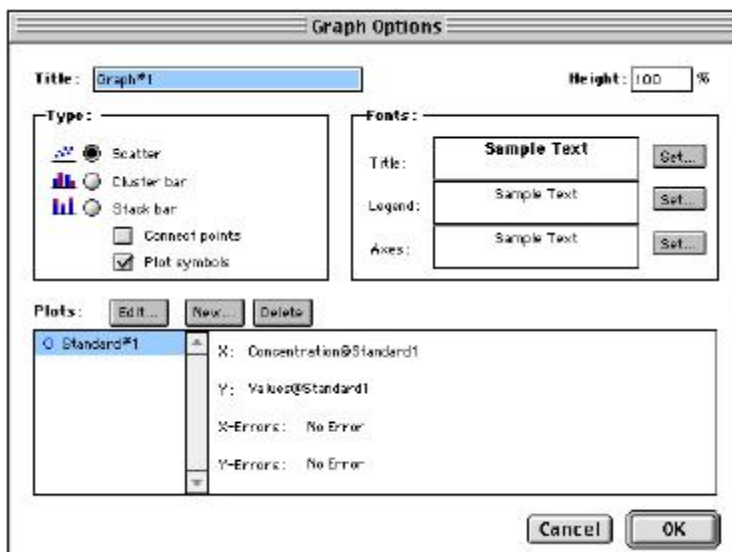 Graph Options
Title: Graph#1 Height: 100 %
Type:
Scatter
Cluster bar
Stack bar
Connect points
Plot symbols
Fonts:
Title: Sample Text Set...
Legend: Sample Text Set...
Axes: Sample Text Set...
Plots: Edit... New... Delete
Standard#1
X: Concentration@Standard1
Y: Values@Standard1
X-Errors: No Error
Y-Errors: No Error
Cancel OK